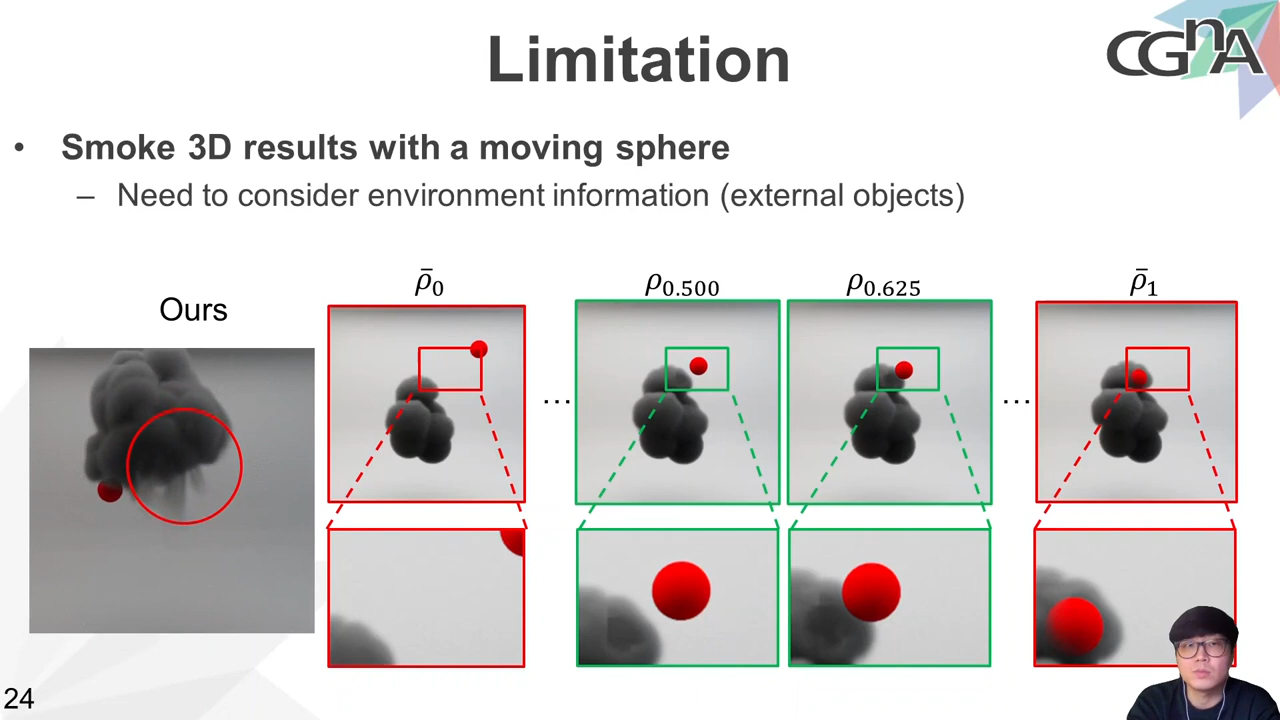 Limitation
CGnA
• Smoke 3D results with a moving sphere
– Need to consider environment information (external objects)
Ours
ρ̄₀
ρ₀.₅₀₀
ρ₀.₆₂₅
ρ̄₁
...
...
24